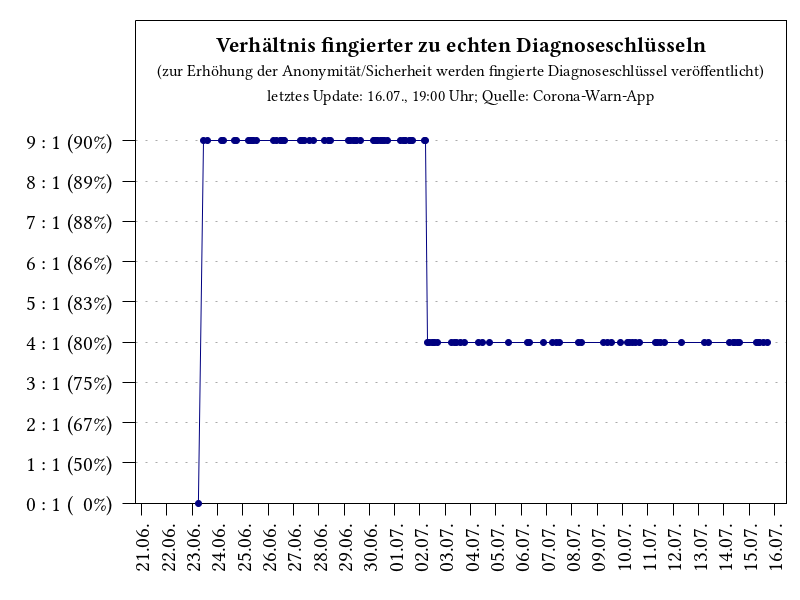 Verhältnis fingierter zu echten Diagnoseschlüsseln
(zur Erhöhung der Anonymität/Sicherheit werden fingierte Diagnoseschlüssel veröffentlicht)
letztes Update: 16.07., 19:00 Uhr; Quelle: Corona-Warn-App
9 : 1 (90%)
8 : 1 (89%)
7 : 1 (88%)
6 : 1 (86%)
5 : 1 (83%)
4 : 1 (80%)
3 : 1 (75%)
2 : 1 (67%)
1 : 1 (50%)
0 : 1 ( 0%)
21.06.
22.06.
23.06.
24.06.
25.06.
26.06.
27.06.
28.06.
29.06.
30.06.
01.07.
02.07.
03.07.
04.07.
05.07.
06.07.
07.07.
08.07.
09.07.
10.07.
11.07.
12.07.
13.07.
14.07.
15.07.
16.07.